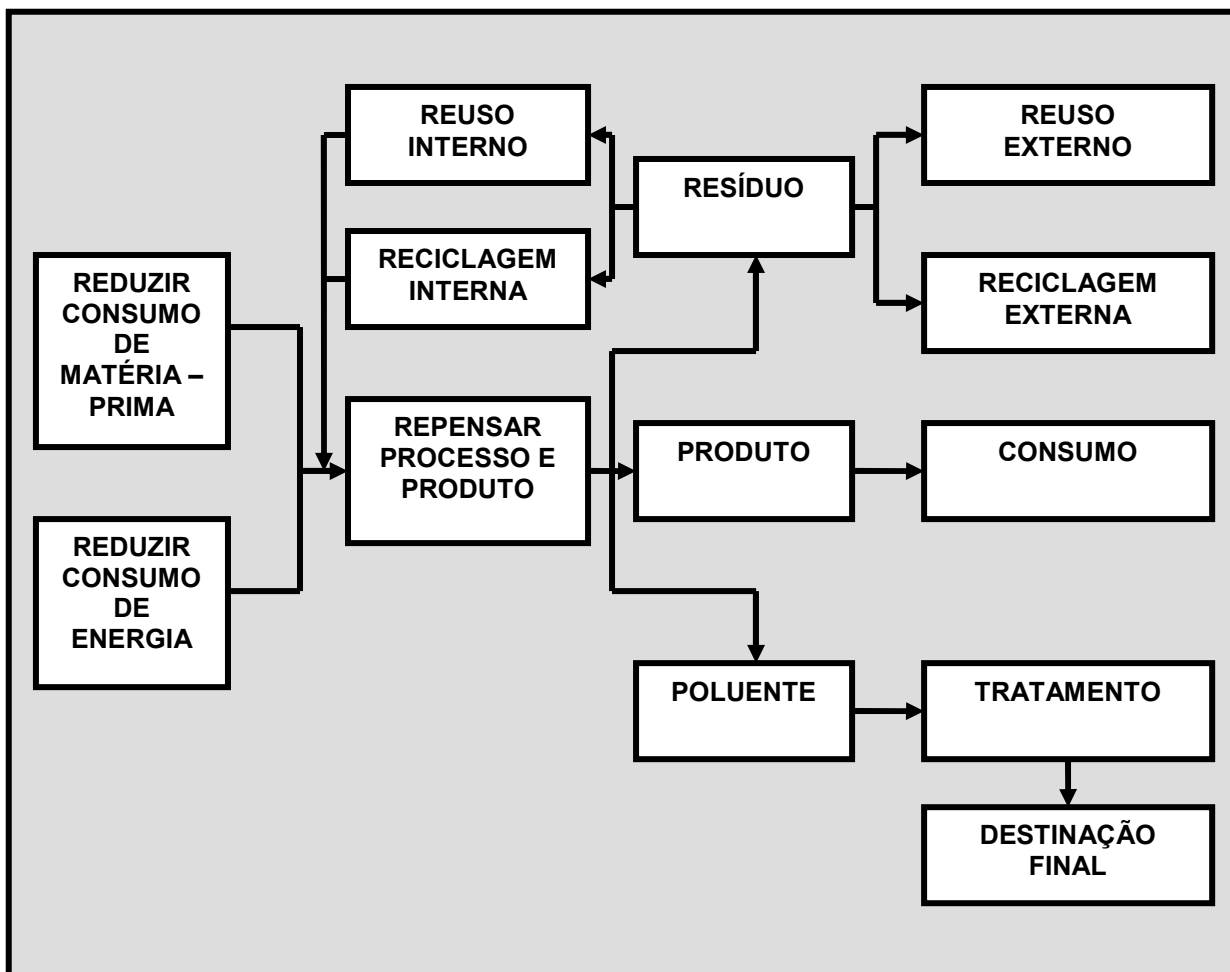 REUSO
INTERNO
REUSO
EXTERNO
RESÍDUO
RECICLAGEM
INTERNA
RECICLAGEM
EXTERNA
REDUZIR
CONSUMO
DE
MATÉRIA –
PRIMA
REPENSAR
PROCESSO E
PRODUTO
PRODUTO
CONSUMO
REDUZIR
CONSUMO
DE
ENERGIA
POLUENTE
TRATAMENTO
DESTINAÇÃO
FINAL